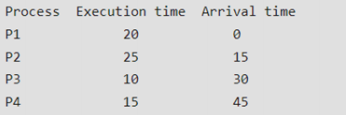 Process  Execution time  Arrival time
P1             20              0
P2             25              15
P3             10              30
P4             15              45